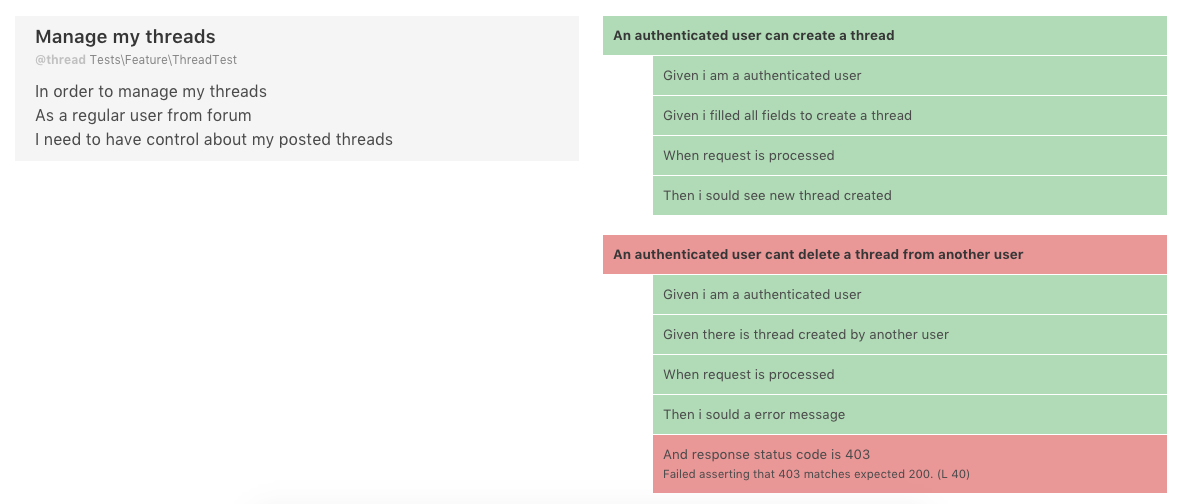 Manage my threads
@thread Tests\Feature\ThreadTest
In order to manage my threads
As a regular user from forum
I need to have control about my posted threads
An authenticated user can create a thread
Given i am a authenticated user
Given i filled all fields to create a thread
When request is processed
Then i sould see new thread created
An authenticated user cant delete a thread from another user
Given i am a authenticated user
Given there is thread created by another user
When request is processed
Then i sould a error message
And response status code is 403
Failed asserting that 403 matches expected 200. (L 40)